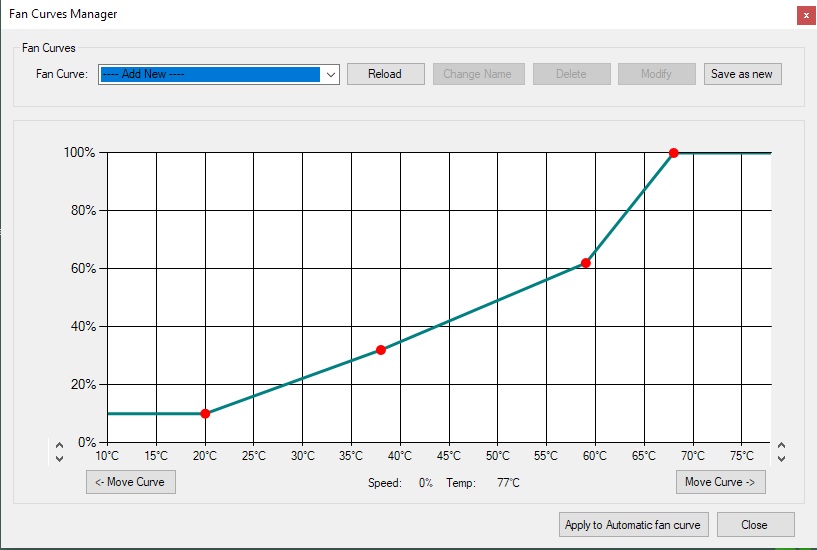 Fan Curves Manager
x
Fan Curves
Fan Curve: ---- Add New ---- Reload Change Name Delete Modify Save as new
100%
80%
60%
40%
20%
0%
10°C 15°C 20°C 25°C 30°C 35°C 40°C 45°C 50°C 55°C 60°C 65°C 70°C 75°C
<- Move Curve Speed: 0% Temp: 77°C Move Curve ->
Apply to Automatic fan curve Close